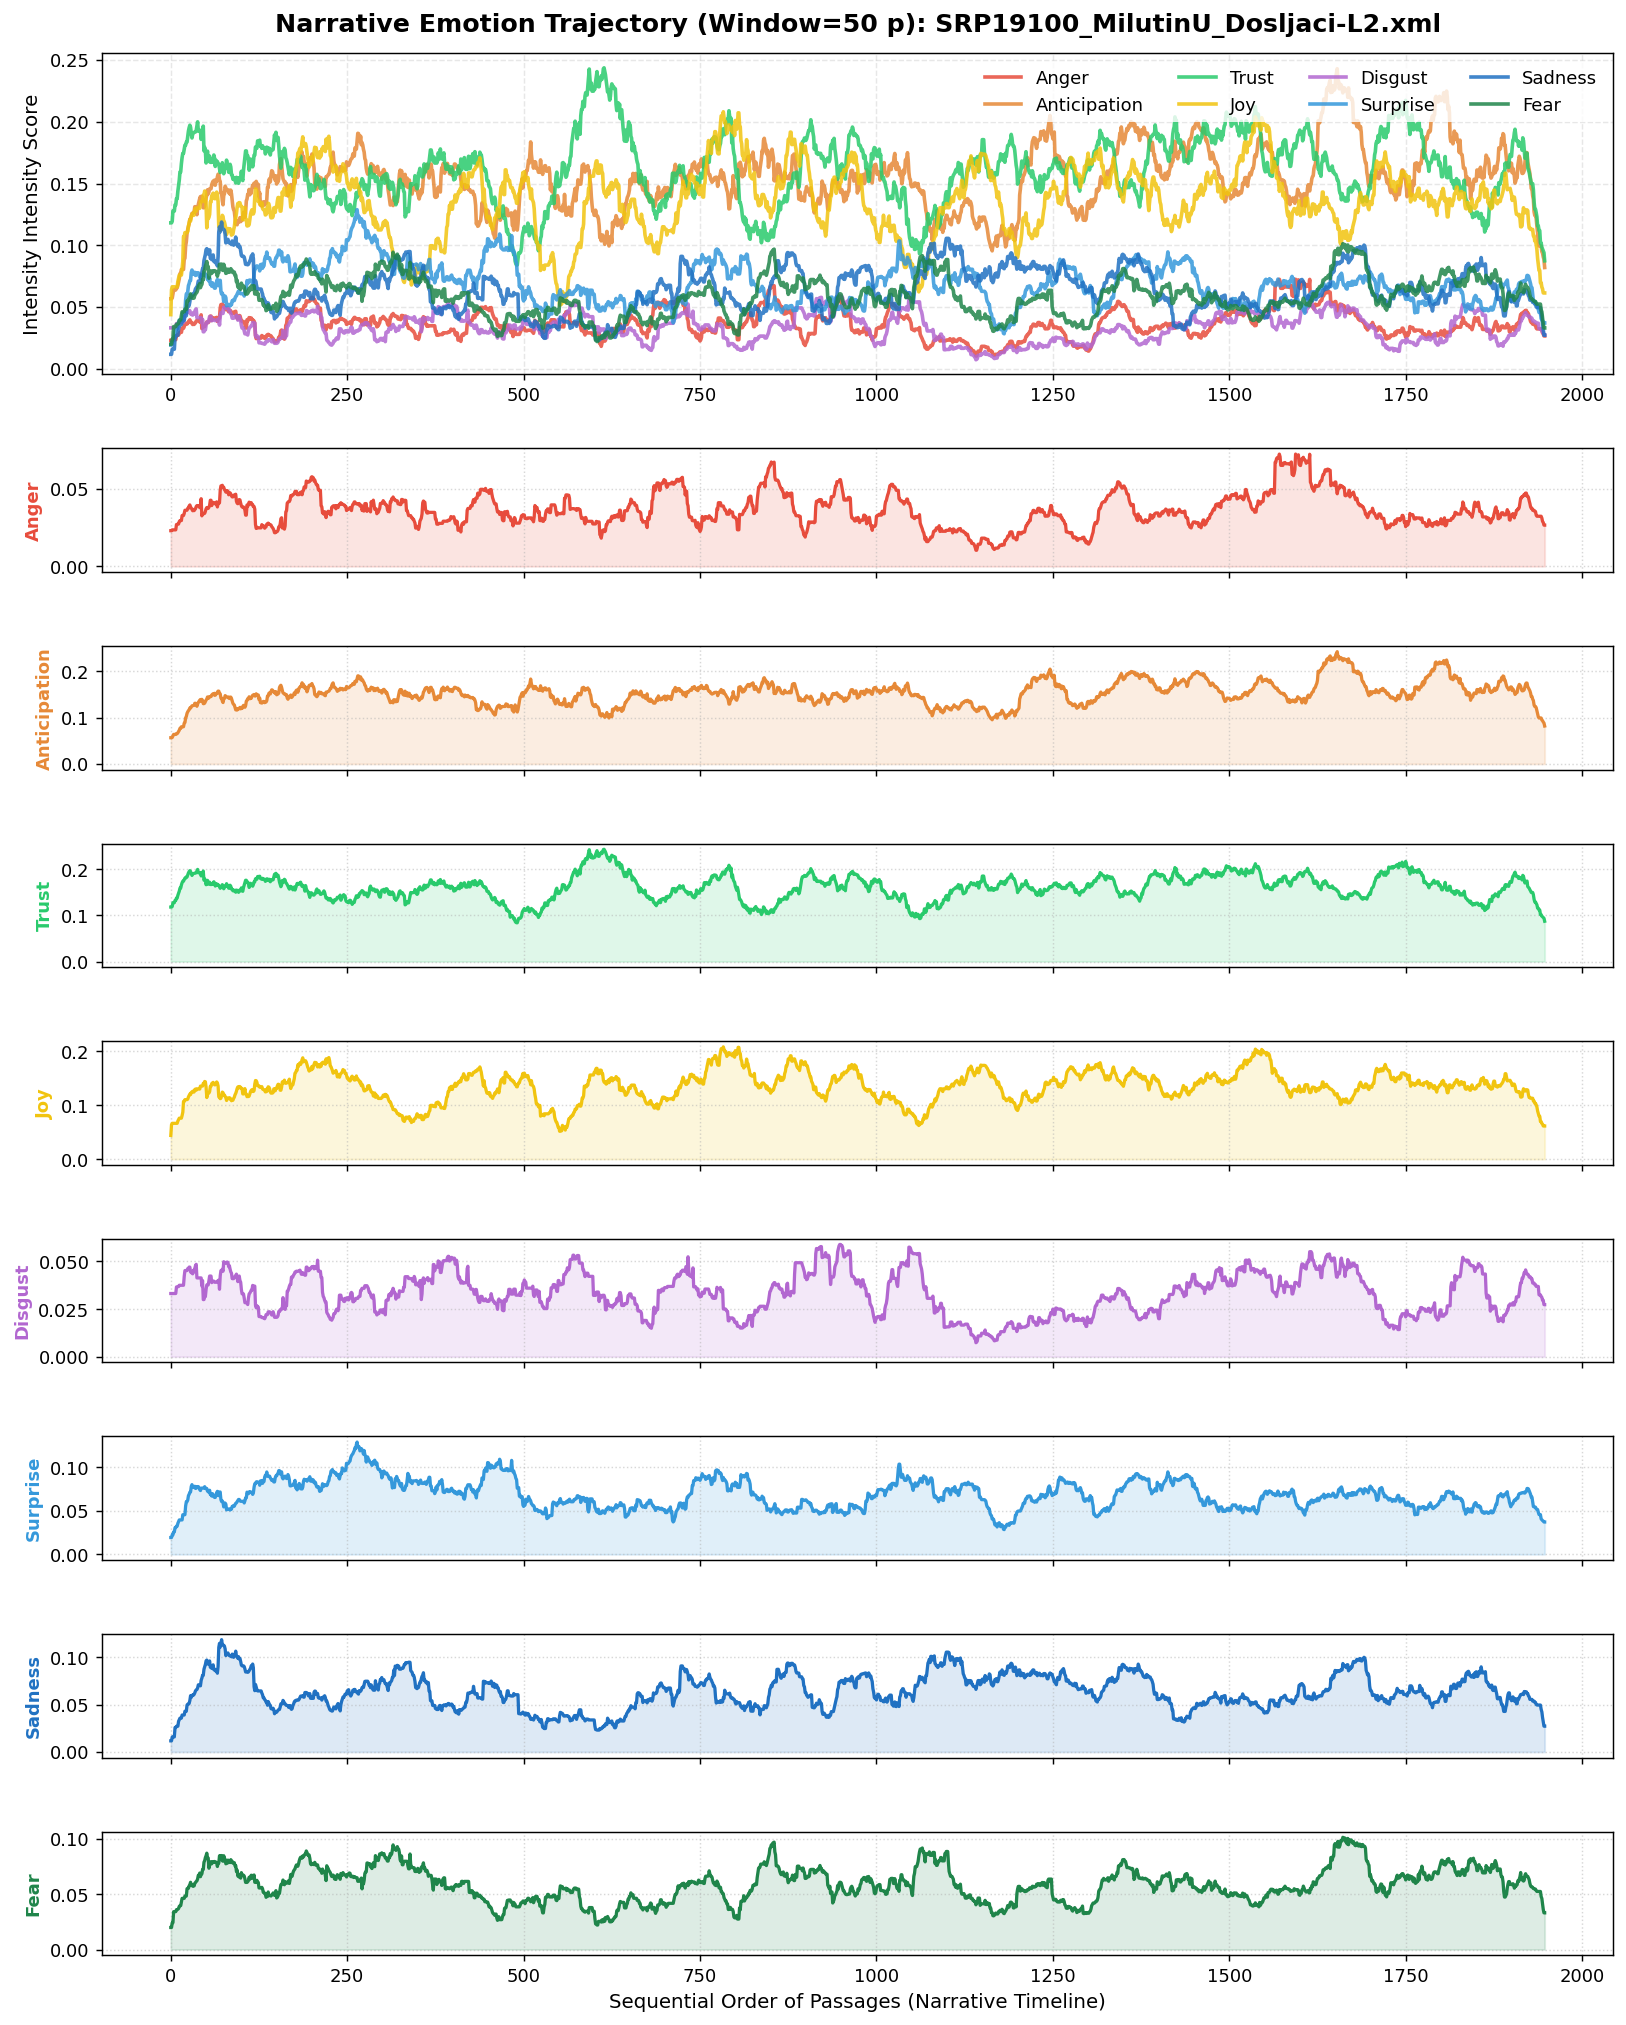 Narrative Emotion Trajectory (Window=50 p): SRP19100_MilutinU_Dosljaci-L2.xml
Intensity Intensity Score
0.25
0.20
0.15
0.10
0.05
0.00
Anger Trust Disgust Sadness
Anticipation Joy Surprise Fear
0 250 500 750 1000 1250 1500 1750 2000
Anger
0.05
0.00
Anticipation
0.2
0.1
0.0
Trust
0.2
0.1
0.0
Joy
0.2
0.1
0.0
Disgust
0.050
0.025
0.000
Surprise
0.10
0.05
0.00
Sadness
0.10
0.05
0.00
Fear
0.10
0.05
0.00
0 250 500 750 1000 1250 1500 1750 2000
Sequential Order of Passages (Narrative Timeline)